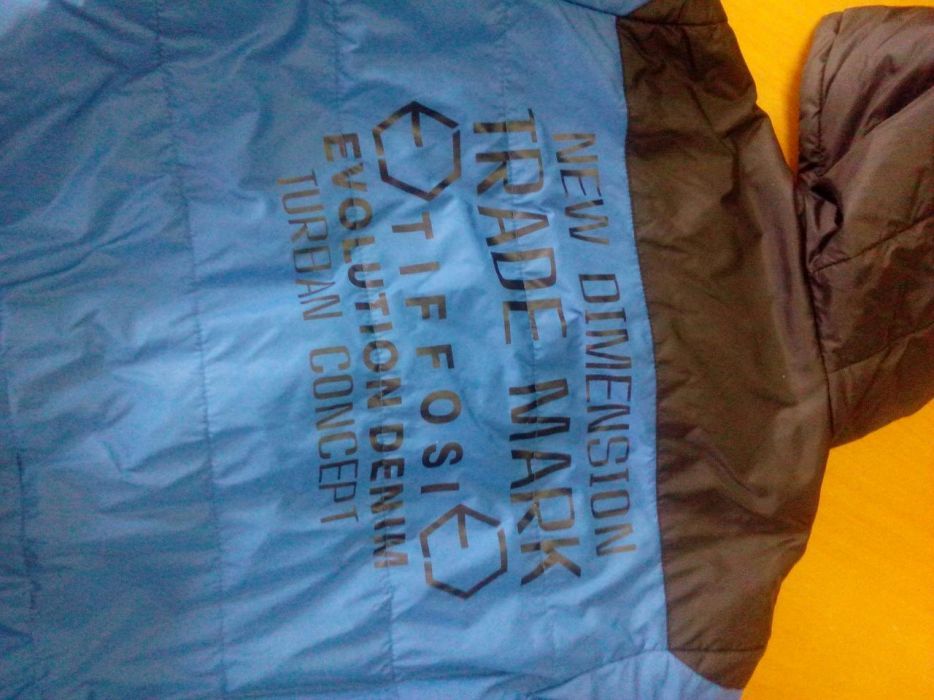 NEW DIMENSION
TRADE MARK
TIFFOSI
EVOLUTION DENIM
TURBAN CONCEPT